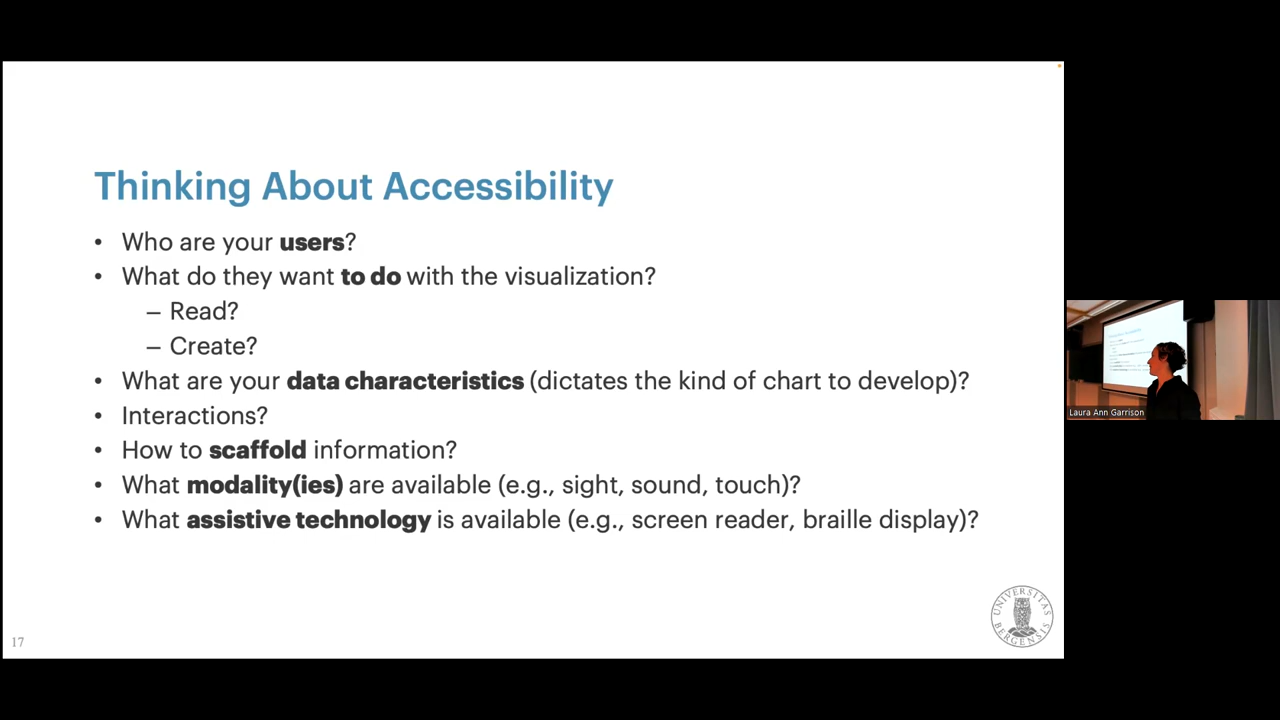 Thinking About Accessibility
• Who are your users?
• What do they want to do with the visualization?
– Read?
– Create?
• What are your data characteristics (dictates the kind of chart to develop)?
• Interactions?
• How to scaffold information?
• What modality(ies) are available (e.g., sight, sound, touch)?
• What assistive technology is available (e.g., screen reader, braille display)?
UNIVERSITAS
BERGENSIS
17
Laura Ann Garrison